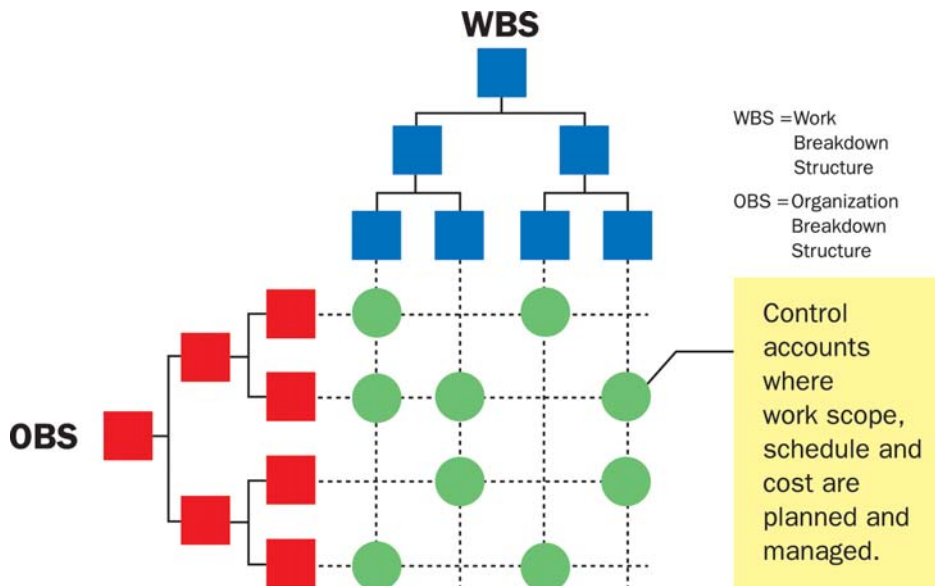 WBS
WBS =Work
Breakdown
Structure
OBS =Organization
Breakdown
Structure
OBS
Control
accounts
where
work scope,
schedule and
cost are
planned and
managed.